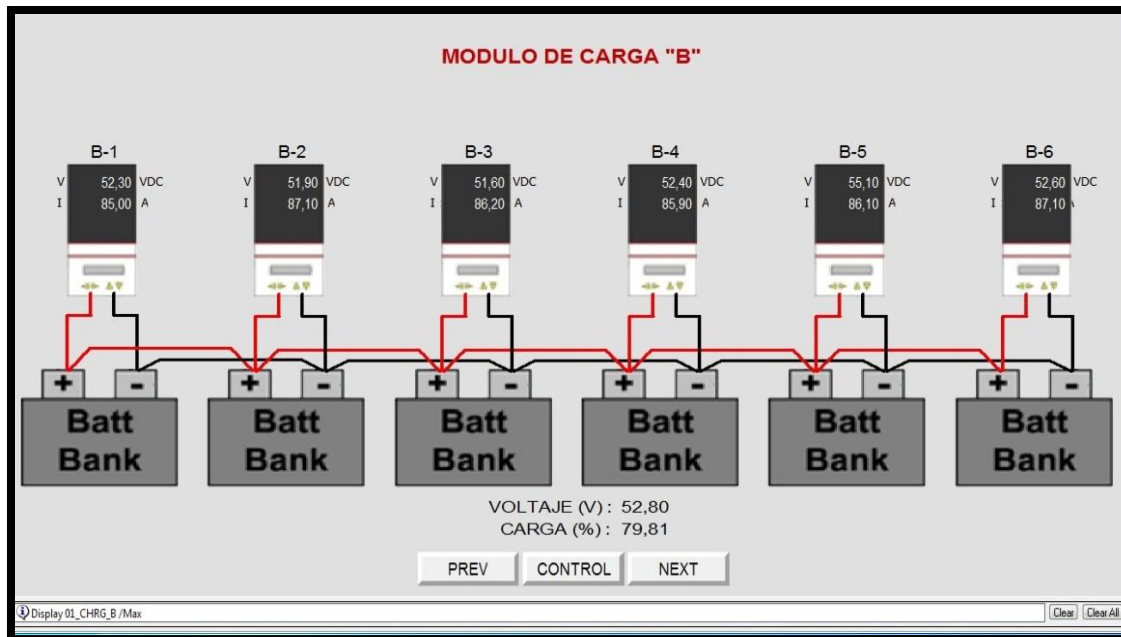 MODULO DE CARGA "B"
B-1 B-2 B-3 B-4 B-5 B-6
V 52,30 VDC V 51,90 VDC V 51,60 VDC V 52,40 VDC V 55,10 VDC V 52,60 VDC
I 85,00 A I 87,10 A I 86,20 A I 85,90 A I 86,10 A I 87,10
+ - + - + - + - + - + -
Batt Batt Batt Batt Batt Batt
Bank Bank Bank Bank Bank Bank
VOLTAJE (V) : 52,80
CARGA (%) : 79,81
PREV CONTROL NEXT
Display 01_CHRG_B /Max Clear Clear All